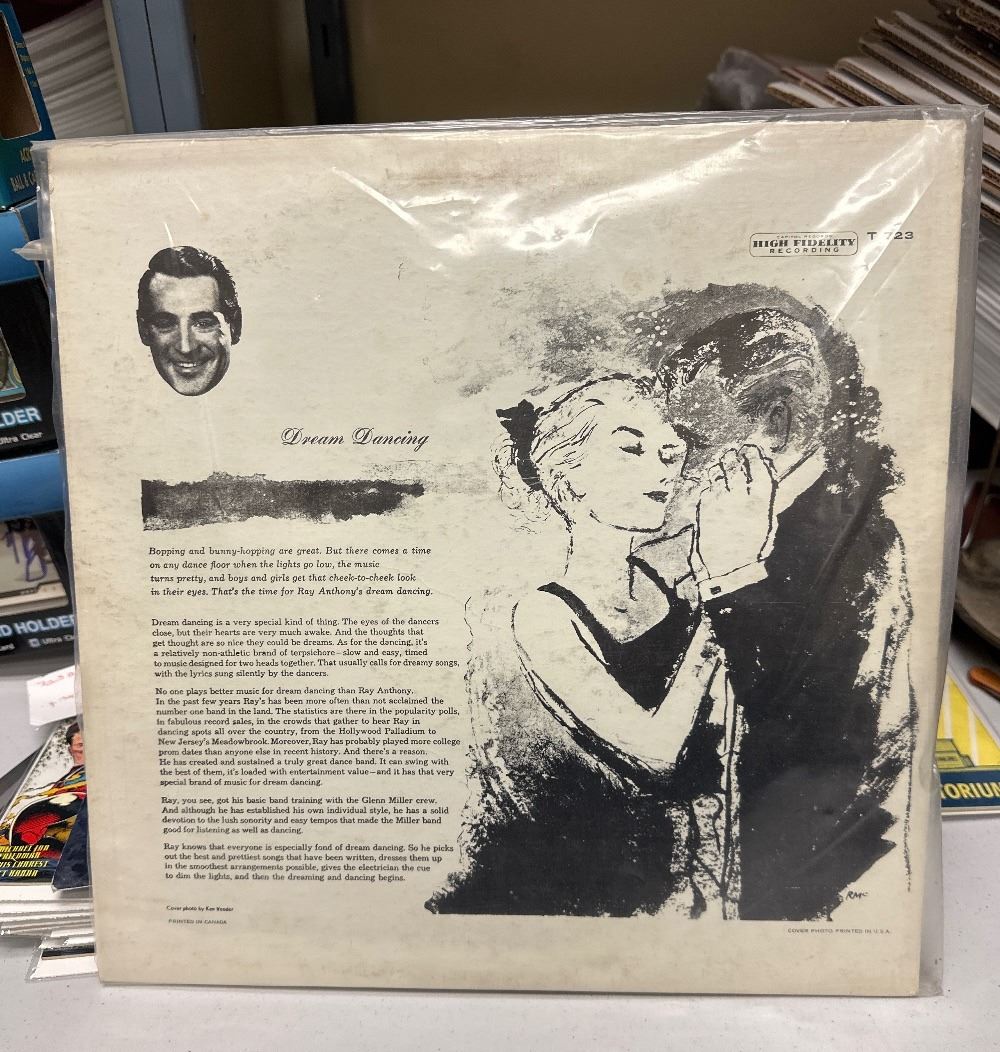 CAPITOL RECORDS
HIGH FIDELITY
RECORDING
T 723
Dream Dancing
Bopping and bunny-hopping are great. But there comes a time
on any dance floor when the lights go low, the music
turns pretty, and boys and girls get that cheek-to-cheek look
in their eyes. That's the time for Ray Anthony's dream dancing.
Dream dancing is a very special kind of thing. The eyes of the dancers
close, but their hearts are very much awake. And the thoughts that
get thought are so nice they could be dreams. As for the dancing, it's
a relatively non-athletic brand of terpsichore—slow and easy, timed
to music designed for two heads together. That usually calls for dreamy songs,
with the lyrics sung silently by the dancers.
No one plays better music for dream dancing than Ray Anthony.
In the past few years Ray's has been more often than not acclaimed the
number one band in the land. The statistics are there in the popularity polls,
in fabulous record sales, in the crowds that gather to hear Ray in
dancing spots all over the country, from the Hollywood Palladium to
New Jersey's Meadowbrook. Moreover, Ray has probably played more college
prom dates than anyone else in recent history. And there's a reason.
He has created and sustained a truly great dance band. It can swing with
the best of them, it's loaded with entertainment value—and it has that very
special brand of music for dream dancing.
Ray, you see, got his basic band training with the Glenn Miller crew.
And although he has established his own individual style, he has a solid
devotion to the lush sonority and easy tempos that made the Miller band
good for listening as well as dancing.
Ray knows that everyone is especially fond of dream dancing. So he picks
out the best and prettiest songs that have been written, dresses them up
in the smoothest arrangements possible, gives the electrician the cue
to dim the lights, and then the dreaming and dancing begins.
Cover photo by Ken Veeder
PRINTED IN CANADA
RMC
COVER PHOTO PRINTED IN U.S.A.
BALL & C
LDER
Ultra Clear
D HOLDER
MICHAEL JAN
FRIEDMAN
ORIUM